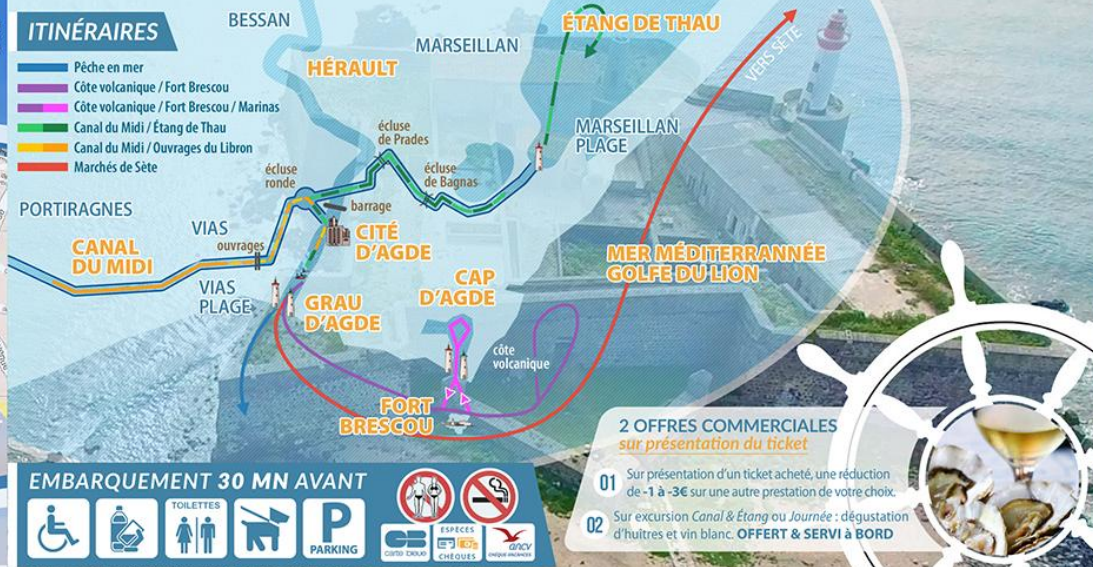 ITINÉRAIRES
Pêche en mer
Côte volcanique / Fort Brescou
Côte volcanique / Fort Brescou / Marinas
Canal du Midi / Étang de Thau
Canal du Midi / Ouvrages du Libron
Marchés de Sète
BESSAN
HÉRAULT
MARSEILLAN
ÉTANG DE THAU
VERS SÈTE
MARSEILLAN
PLAGE
écluse
de Prades
écluse
de Bagnas
écluse
ronde
barrage
PORTIRAGNES
VIAS
ouvrages
CANAL
DU MIDI
VIAS
PLAGE
CITÉ
D'AGDE
GRAU
D'AGDE
CAP
D'AGDE
MER MÉDITERRANNÉE
GOLFE DU LION
côte
volcanique
FORT
BRESCOU
2 OFFRES COMMERCIALES
sur présentation du ticket
01 Sur présentation d'un ticket acheté, une réduction
de -1 à -3€ sur une autre prestation de votre choix.
02 Sur excursion Canal & Étang ou Journée : dégustation
d'huitres et vin blanc. OFFERT & SERVI à BORD
EMBARQUEMENT 30 MN AVANT
TOILETTES
P
PARKING
carte bleue
ESPÈCES
CHÈQUES
ancv
CHÈQUE-VACANCES